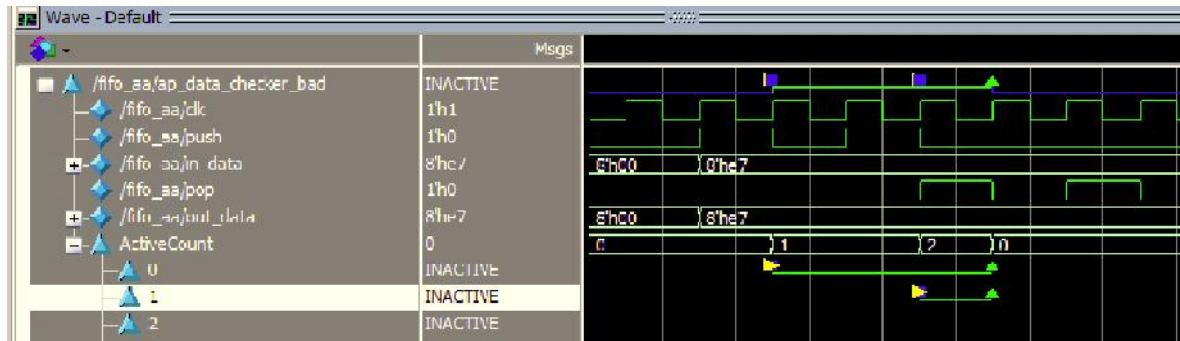 Wave - Default
Msgs
/fifo_aa/ap_data_checker_bad INACTIVE
/fifo_aa/clk 1'h1
/fifo_aa/push 1'h0
/fifo_aa/in_data 8'he7 8'h00 8'he7
/fifo_aa/pop 1'h0
/fifo_aa/out_data 8'he7 8'h00 8'he7
ActiveCount 0 0 1 2 0
0 INACTIVE
1 INACTIVE
2 INACTIVE